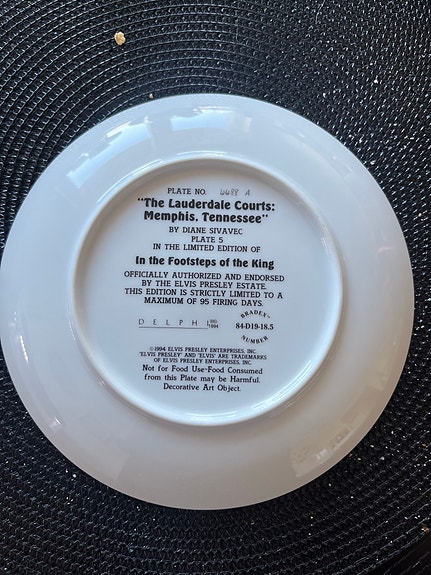 PLATE NO. 4488 A
"The Lauderdale Courts:
Memphis, Tennessee"
BY DIANE SIVAVEC
PLATE 5
IN THE LIMITED EDITION OF
In the Footsteps of the King
OFFICIALLY AUTHORIZED AND ENDORSED
BY THE ELVIS PRESLEY ESTATE.
THIS EDITION IS STRICTLY LIMITED TO A
MAXIMUM OF 95 FIRING DAYS.
DELPHI
1994
BRADEX™
84-D19-18.5
NUMBER
©1994 ELVIS PRESLEY ENTERPRISES, INC.
"ELVIS PRESLEY" AND "ELVIS" ARE TRADEMARKS
OF ELVIS PRESLEY ENTERPRISES, INC.
Not for Food Use-Food Consumed
from this Plate may be Harmful.
Decorative Art Object.